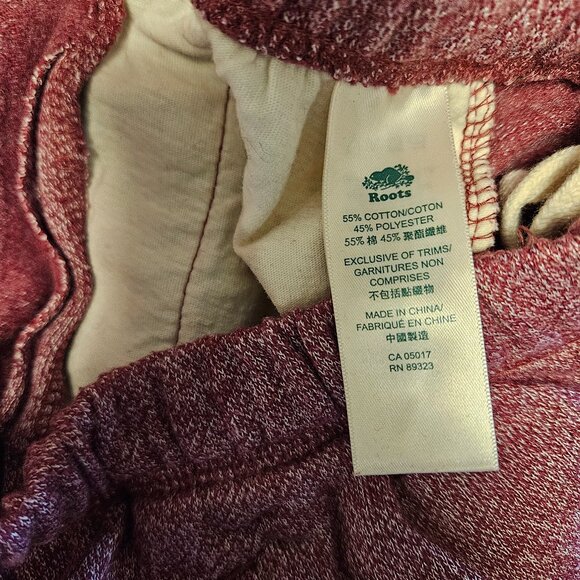 Roots
55% COTTON/COTON
45% POLYESTER
55% 棉 45% 聚酯纖維
EXCLUSIVE OF TRIMS/
GARNITURES NON
COMPRISES
不包括點綴物
MADE IN CHINA/
FABRIQUÉ EN CHINE
中國製造
CA 05017
RN 89323